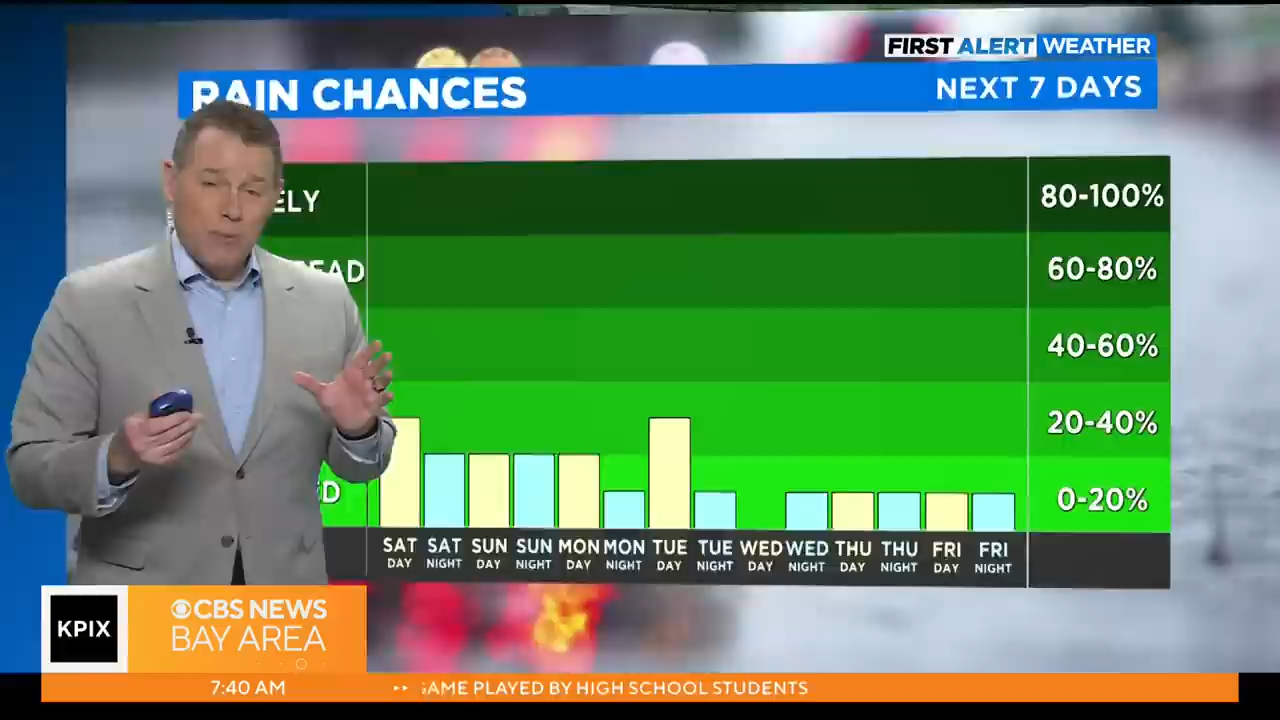 FIRST ALERT WEATHER
RAIN CHANCES
NEXT 7 DAYS
80-100%
60-80%
40-60%
20-40%
0-20%
SAT SAT SUN SUN MON MON TUE TUE WED WED THU THU FRI FRI
DAY NIGHT DAY NIGHT DAY NIGHT DAY NIGHT DAY NIGHT DAY NIGHT DAY NIGHT
KPIX
CBS NEWS
BAY AREA
7:40 AM
PLAYED BY HIGH SCHOOL STUDENTS